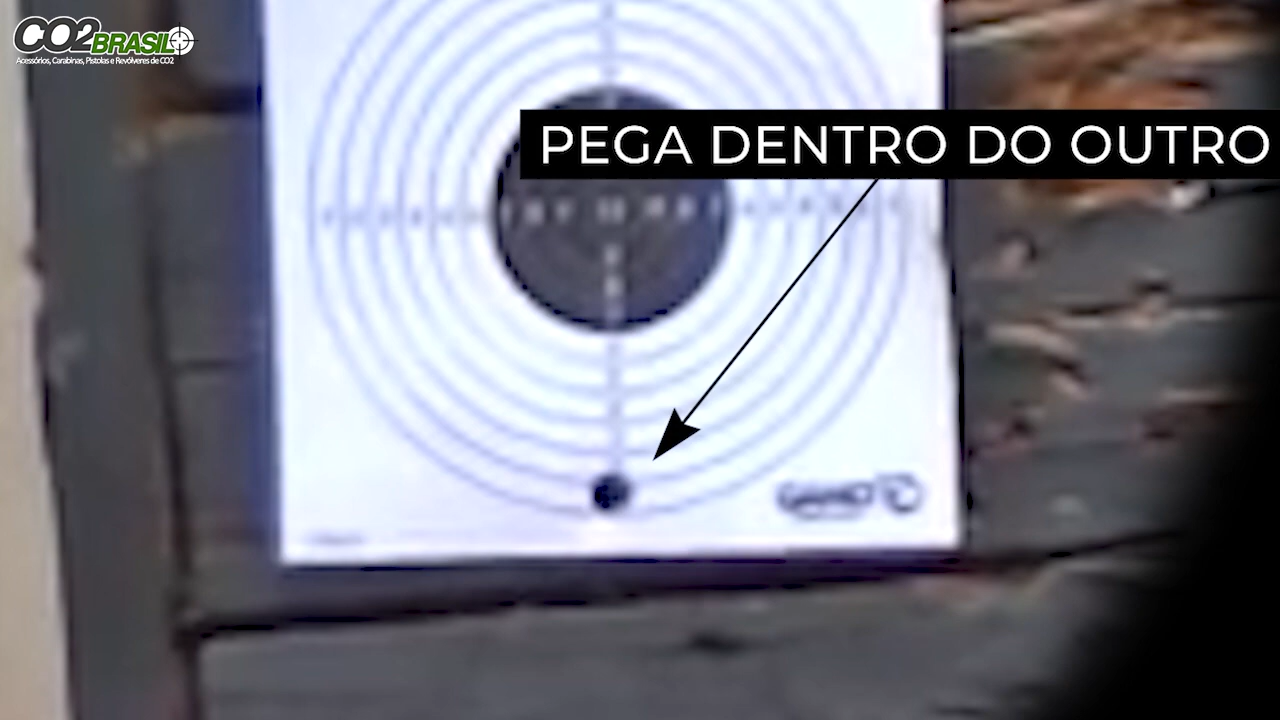 CO2BRASIL
Acessórios, Carabinas, Pistolas e Revólveres de CO2
PEGA DENTRO DO OUTRO
GAMO